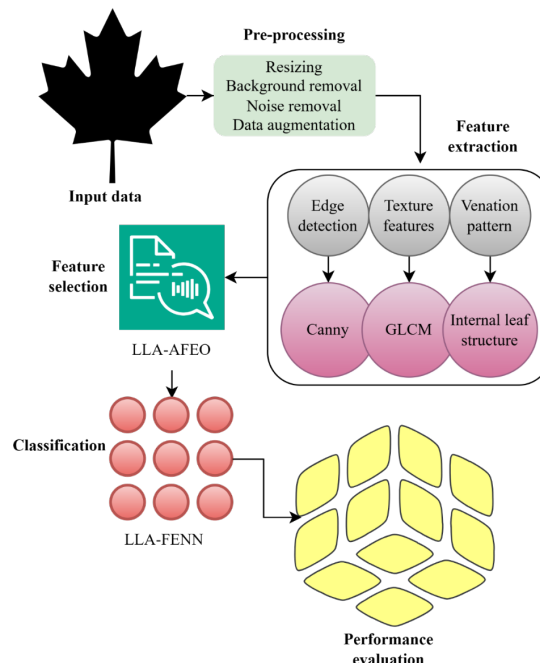 Pre-processing
Resizing
Background removal
Noise removal
Data augmentation
Input data
Feature
extraction
Edge
detection
Texture
features
Venation
pattern
Canny
GLCM
Internal leaf
structure
Feature
selection
LLA-AFEO
Classification
LLA-FENN
Performance
evaluation